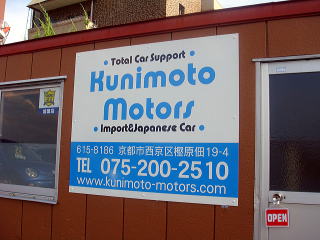 • Total Car Support •
Kunimoto
Motors
• Import&Japanese Car •
615-8186 京都市西京区樫原佃19-4
TEL 075-200-2510
www.kunimoto-motors.com
OPEN